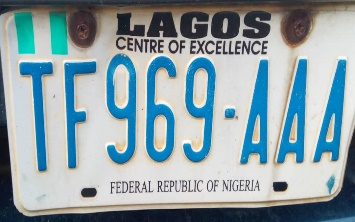 LAGOS
CENTRE OF EXCELLENCE
TF969·AAA
FEDERAL REPUBLIC OF NIGERIA